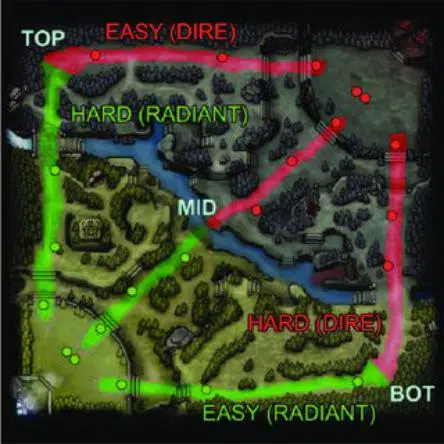 EASY (DIRE)
TOP
HARD (RADIANT)
MID
HARD (DIRE)
BOT
EASY (RADIANT)